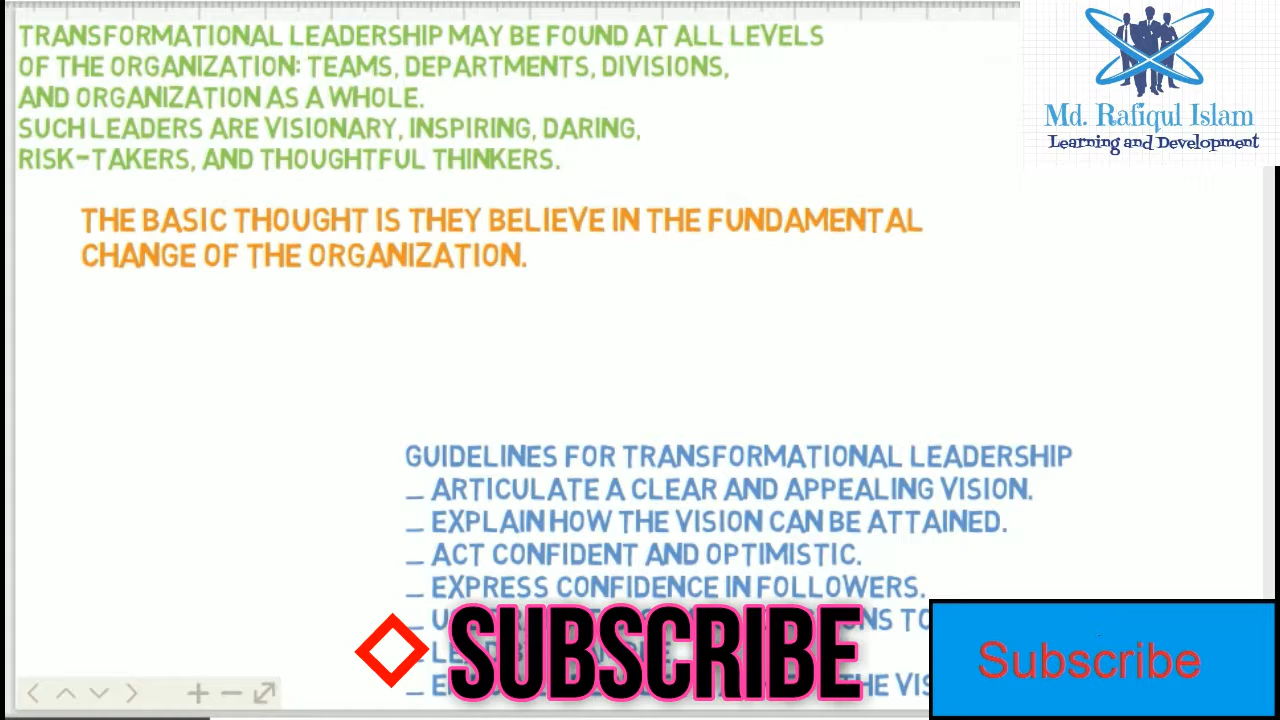 TRANSFORMATIONAL LEADERSHIP MAY BE FOUND AT ALL LEVELS
OF THE ORGANIZATION: TEAMS, DEPARTMENTS, DIVISIONS,
AND ORGANIZATION AS A WHOLE.
SUCH LEADERS ARE VISIONARY, INSPIRING, DARING,
RISK-TAKERS, AND THOUGHTFUL THINKERS.
Md. Rafiqul Islam
Learning and Development
THE BASIC THOUGHT IS THEY BELIEVE IN THE FUNDAMENTAL
CHANGE OF THE ORGANIZATION.
GUIDELINES FOR TRANSFORMATIONAL LEADERSHIP
_ ARTICULATE A CLEAR AND APPEALING VISION.
_ EXPLAIN HOW THE VISION CAN BE ATTAINED.
_ ACT CONFIDENT AND OPTIMISTIC.
_ EXPRESS CONFIDENCE IN FOLLOWERS.
SUBSCRIBE
THE
Subscribe